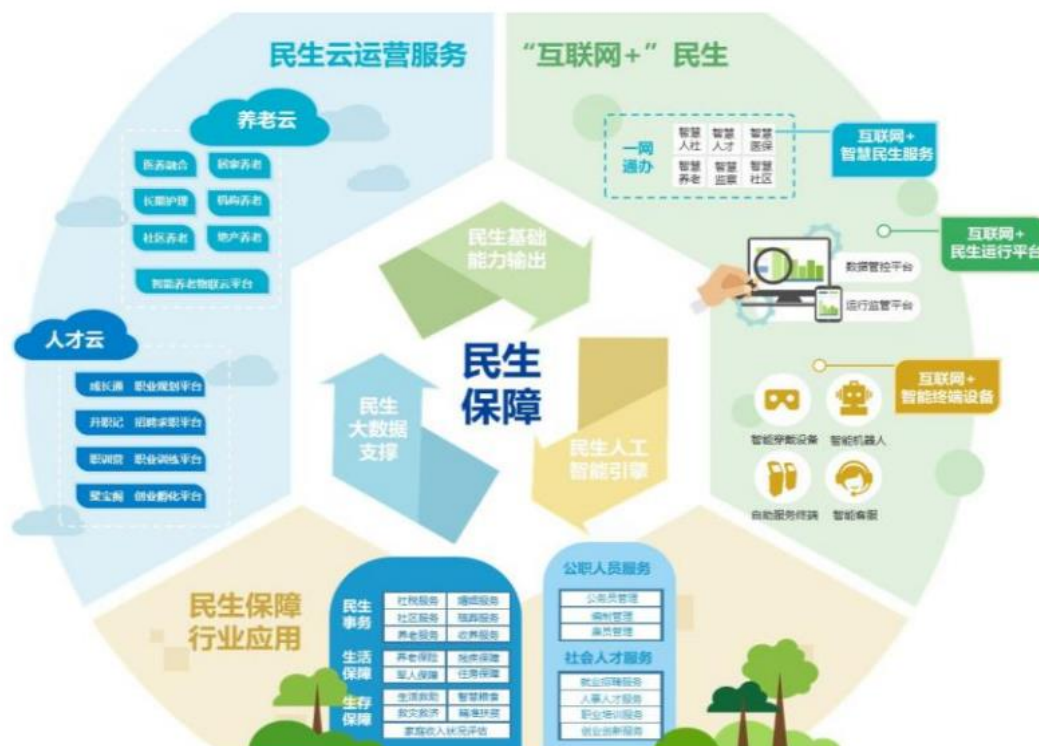 民生云运营服务
养老云
医养融合
居家养老
长期护理
机构养老
社区养老
地产养老
智能养老物联云平台
人才云
成长通 职业规划平台
升职记 招聘求职平台
职训营 职业训练平台
聚宝阁 创业孵化平台
“互联网+”民生
一网
通办
智慧
人社
智慧
人才
智慧
医保
智慧
养老
智慧
监察
智慧
社区
互联网+
智慧民生服务
互联网+
民生运行平台
数据管控平台
运行监管平台
互联网+
智能终端设备
智能穿戴设备
智能机器人
自助服务终端
智能客服
民生基础
能力输出
民生
保障
民生
大数据
支撑
民生人工
智能引擎
民生保障
行业应用
民生
事务
社税服务
婚姻服务
社区服务
殡葬服务
养老服务
收养服务
生活
保障
养老保险
残疾保障
军人保障
住房保障
生存
保障
生活救助
智慧粮食
救灾救济
精准扶贫
家庭收入状况评估
公职人员服务
公务员管理
编制管理
雇员管理
社会人才服务
就业招聘服务
人事人才服务
职业培训服务
创业创新服务